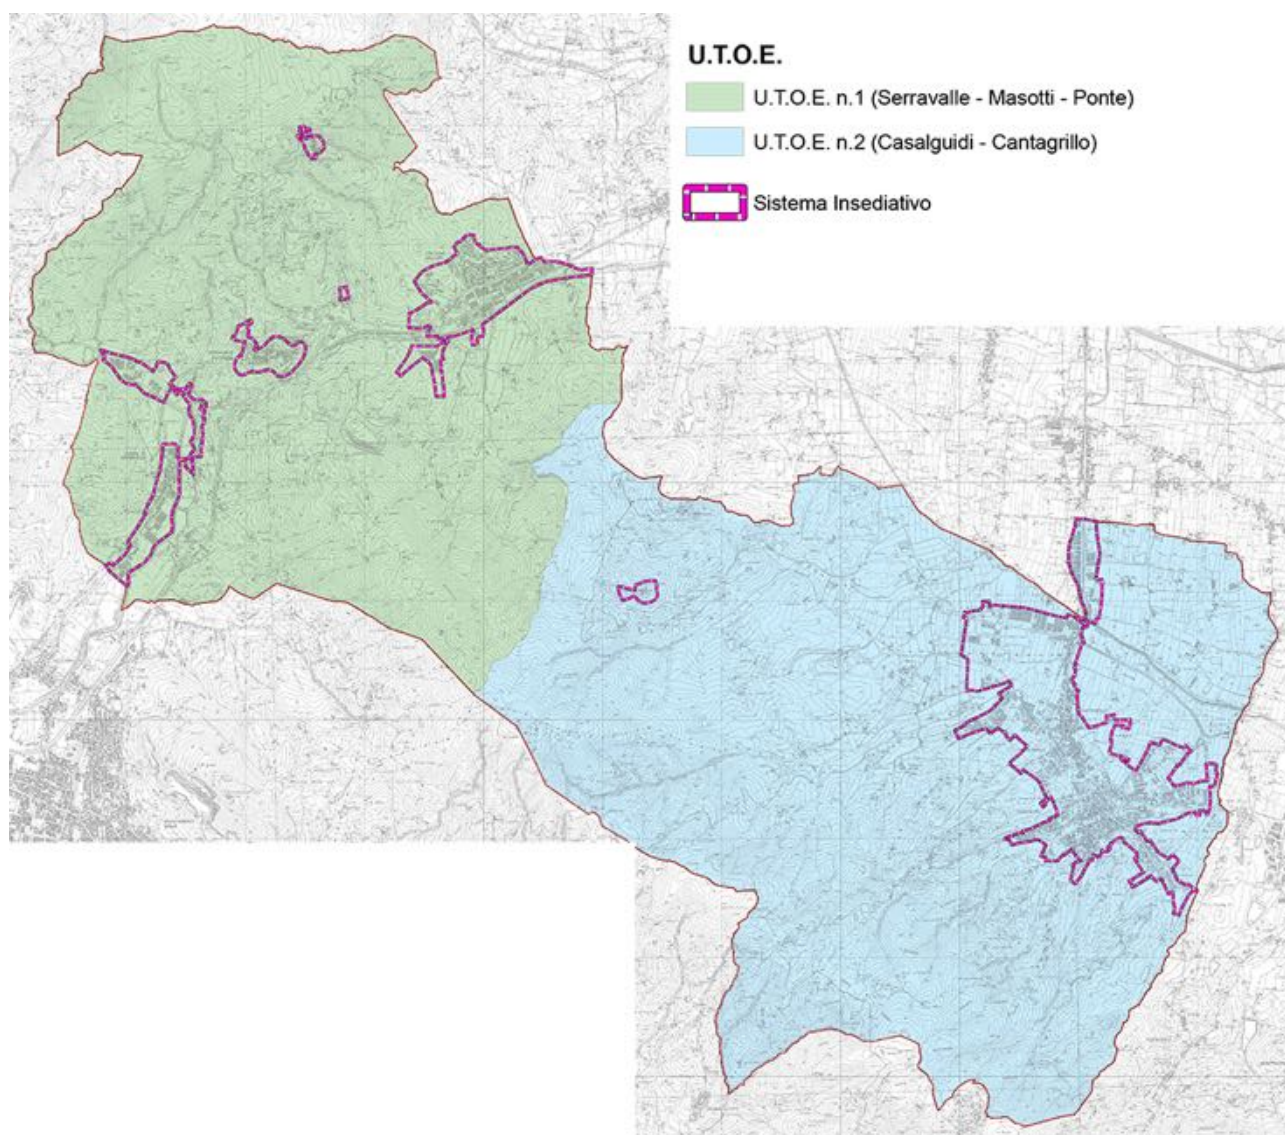 U.T.O.E.
U.T.O.E. n.1 (Serravalle - Masotti - Ponte)
U.T.O.E. n.2 (Casalguidi - Cantagrillo)
Sistema Insediativo